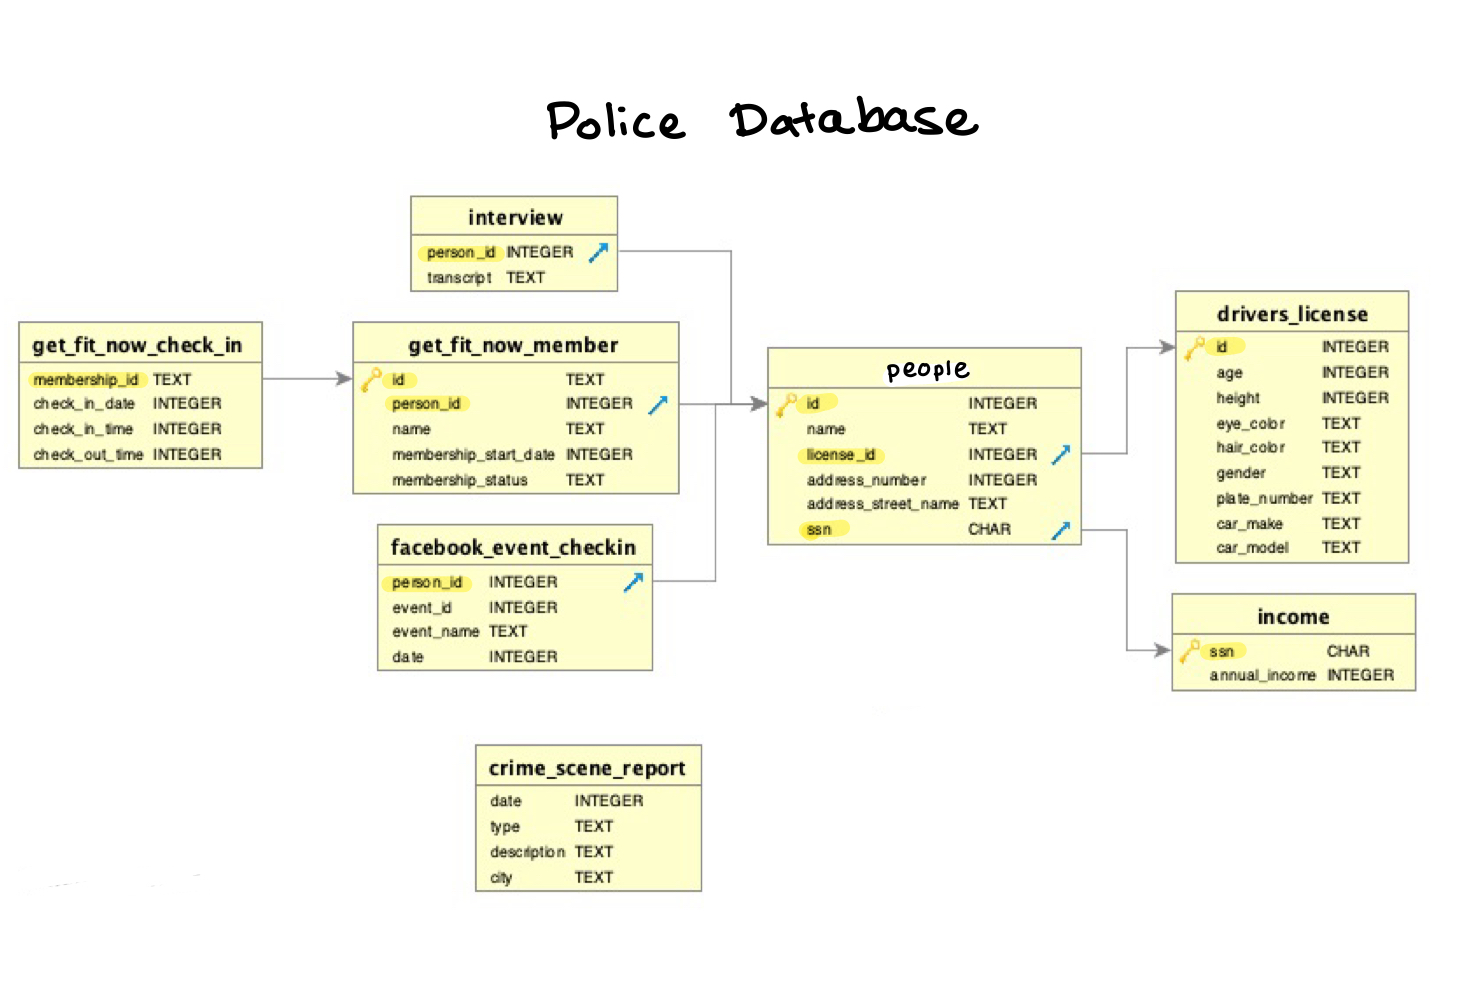 Police Database
interview
person_id INTEGER
transcript TEXT
get_fit_now_check_in
membership_id TEXT
check_in_date INTEGER
check_in_time INTEGER
check_out_time INTEGER
get_fit_now_member
id TEXT
person_id INTEGER
name TEXT
membership_start_date INTEGER
membership_status TEXT
facebook_event_checkin
person_id INTEGER
event_id INTEGER
event_name TEXT
date INTEGER
people
id INTEGER
name TEXT
license_id INTEGER
address_number INTEGER
address_street_name TEXT
ssn CHAR
drivers_license
id INTEGER
age INTEGER
height INTEGER
eye_color TEXT
hair_color TEXT
gender TEXT
plate_number TEXT
car_make TEXT
car_model TEXT
income
ssn CHAR
annual_income INTEGER
crime_scene_report
date INTEGER
type TEXT
description TEXT
city TEXT